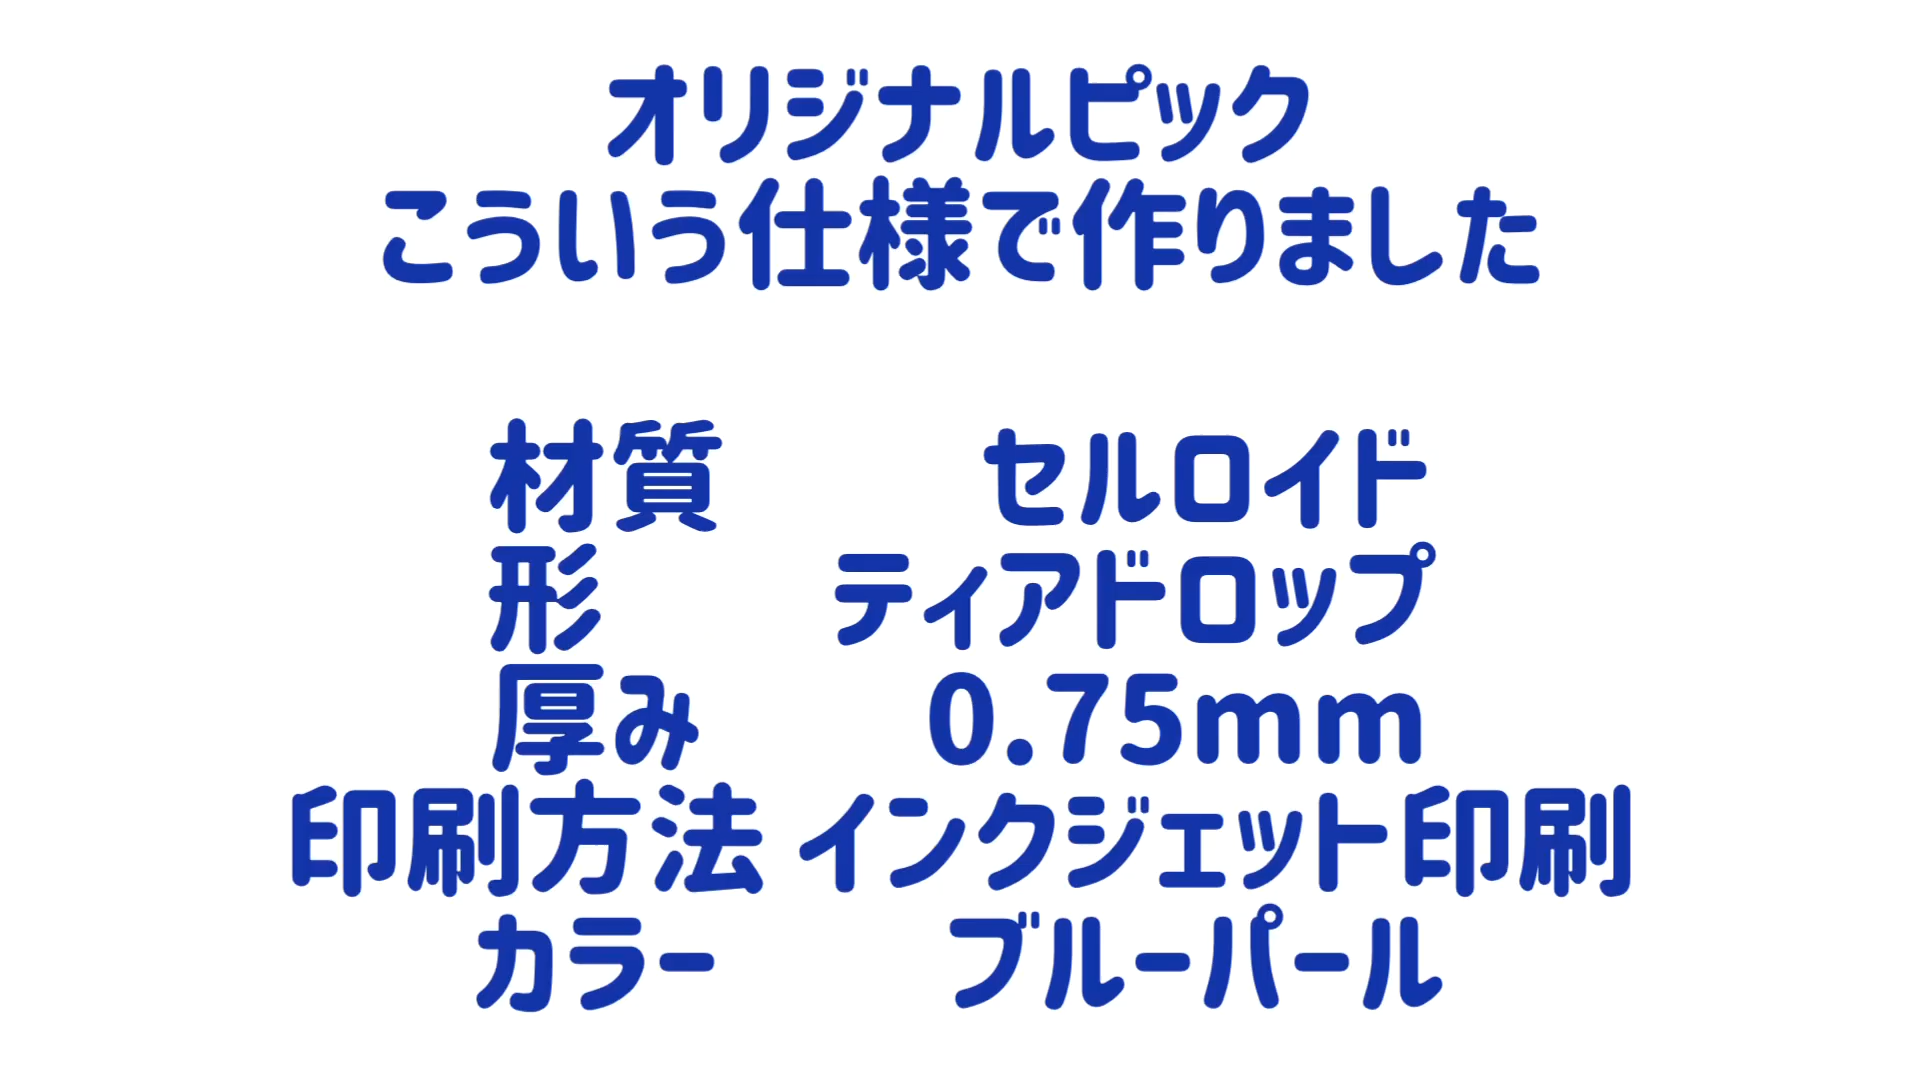 オリジナルピック
こういう仕様で作りました
材質 セルロイド
形 ティアドロップ
厚み 0.75mm
印刷方法 インクジェット印刷
カラー ブルーパール